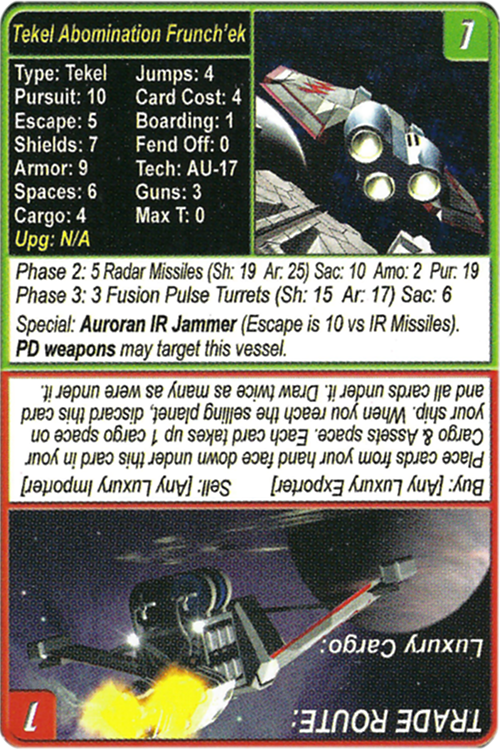 Tekel Abomination Frunch'ek
1
Type: Tekel Jumps: 4
Pursuit: 10 Card Cost: 4
Escape: 5 Boarding: 1
Shields: 7 Fend Off: 0
Armor: 9 Tech: AU-17
Spaces: 6 Guns: 3
Cargo: 4 Max T: 0
Upg: N/A
Phase 2: 5 Radar Missiles (Sh: 19 Ar: 25) Sac: 10 Amo: 2 Pur: 19
Phase 3: 3 Fusion Pulse Turrets (Sh: 15 Ar: 17) Sac: 6
Special: Auroran IR Jammer (Escape is 10 vs IR Missiles).
PD weapons may target this vessel.
TRADE ROUTE:
1
Luxury Cargo:
Buy: [Any Luxury Exporter] Sell: [Any Luxury Importer]
Place cards from your hand face down under this card in your
Cargo & Assets space. Each card takes up 1 cargo space on
your ship. When you reach the selling planet, discard this card
and all cards under it. Draw twice as many as were under it.